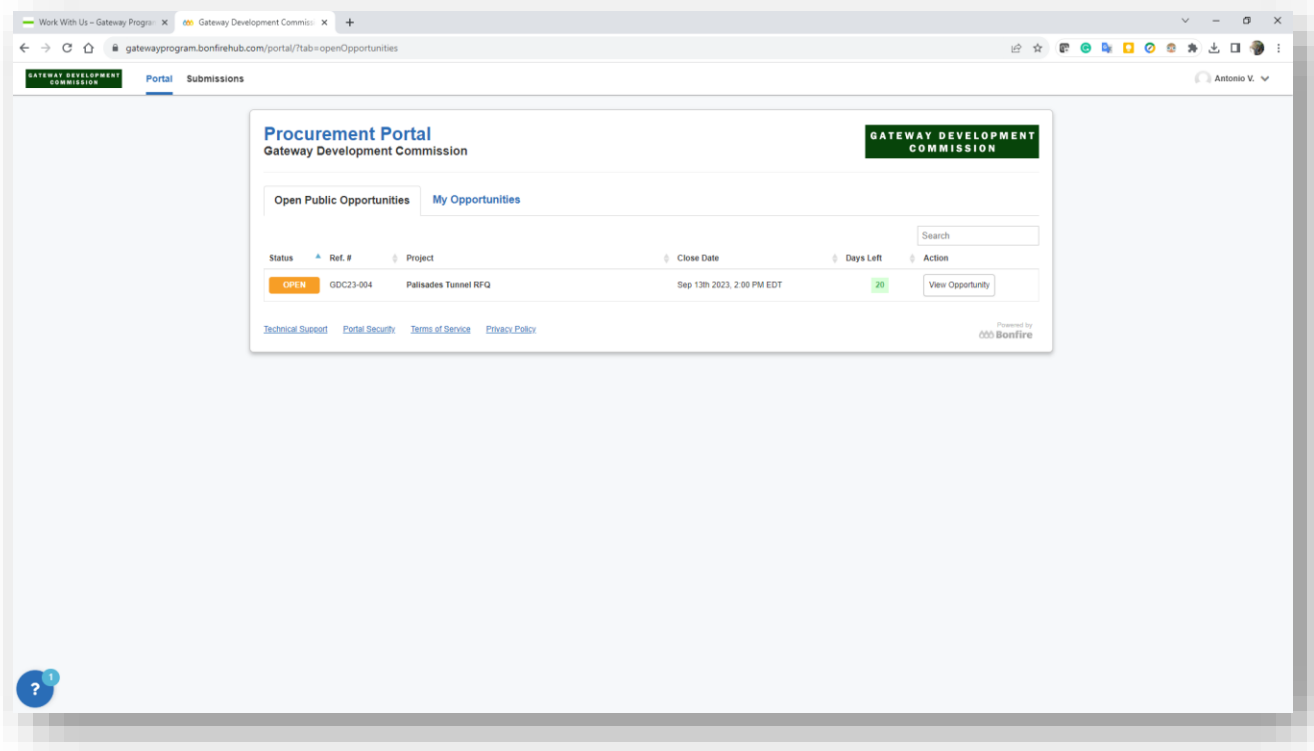 Work With Us – Gateway Program
Gateway Development Commiss
gatewayprogram.bonfirehub.com/portal/?tab=openOpportunities
GATEWAY DEVELOPMENT
COMMISSION
Portal
Submissions
Antonio V.
Procurement Portal
Gateway Development Commission
GATEWAY DEVELOPMENT
COMMISSION
Open Public Opportunities
My Opportunities
Search
Status Ref. # Project Close Date Days Left Action
OPEN GDC23-004 Palisades Tunnel RFQ Sep 13th 2023, 2:00 PM EDT 20 View Opportunity
Technical Support Portal Security Terms of Service Privacy Policy
Powered by
Bonfire
?
1